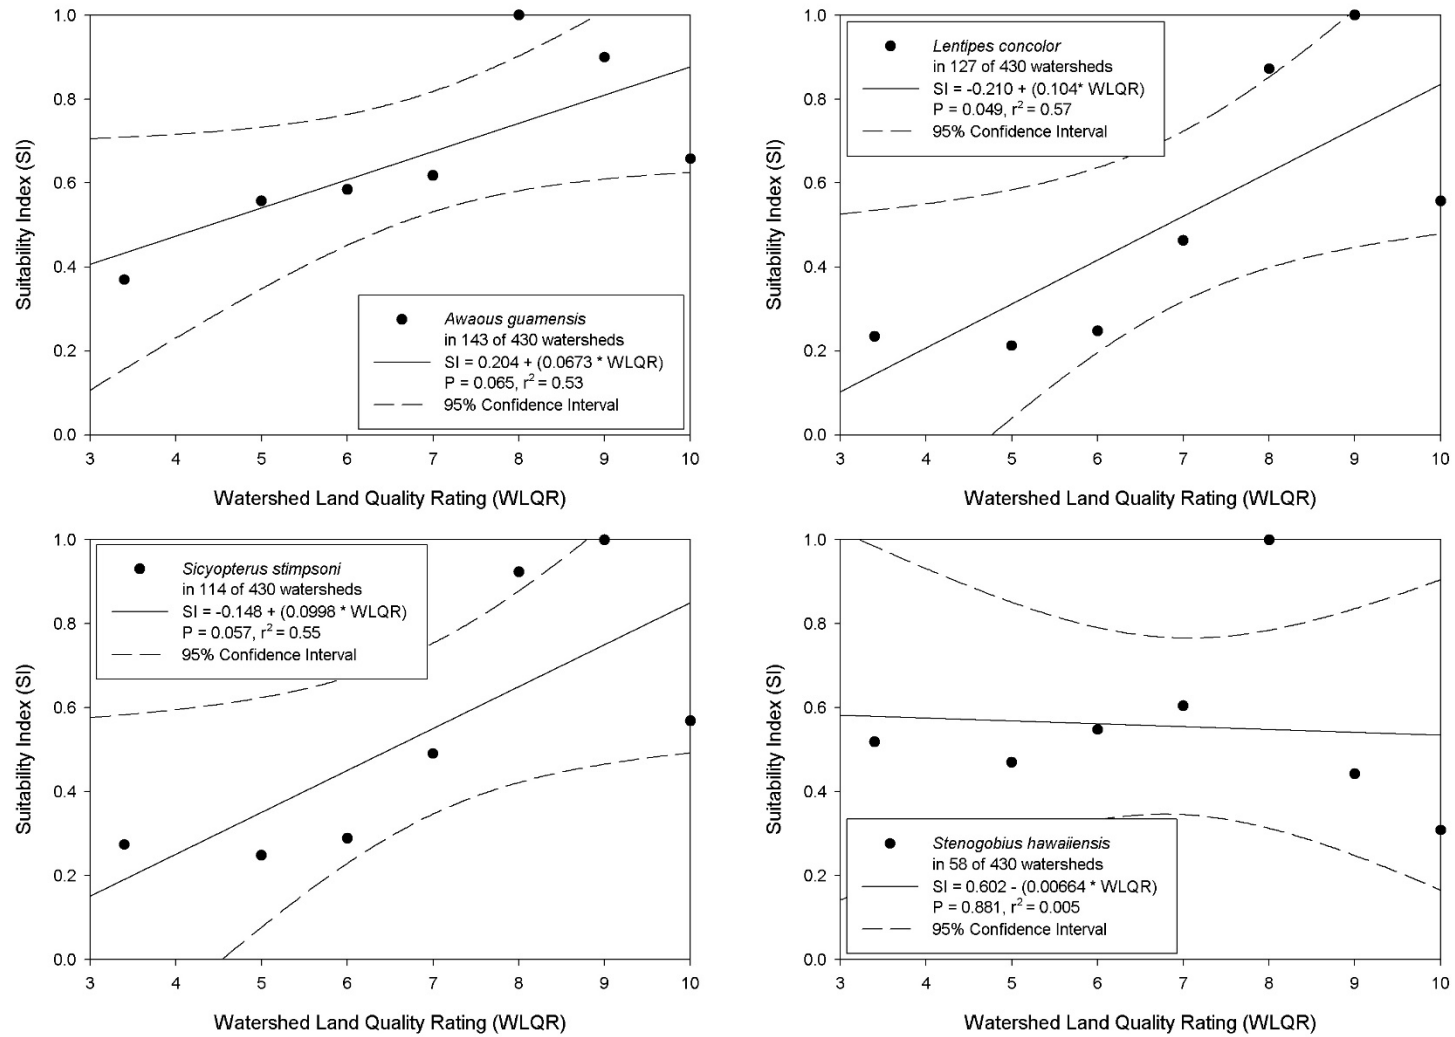 Suitability Index (SI)
1.0
0.8
0.6
0.4
0.2
0.0
Awaous guamensis
in 143 of 430 watersheds
SI = 0.204 + (0.0673 * WLQR)
P = 0.065, r² = 0.53
95% Confidence Interval
3 4 5 6 7 8 9 10
Watershed Land Quality Rating (WLQR)
Suitability Index (SI)
1.0
0.8
0.6
0.4
0.2
0.0
Lentipes concolor
in 127 of 430 watersheds
SI = -0.210 + (0.104* WLQR)
P = 0.049, r² = 0.57
95% Confidence Interval
3 4 5 6 7 8 9 10
Watershed Land Quality Rating (WLQR)
Suitability Index (SI)
1.0
0.8
0.6
0.4
0.2
0.0
Sicyopterus stimpsoni
in 114 of 430 watersheds
SI = -0.148 + (0.0998 * WLQR)
P = 0.057, r² = 0.55
95% Confidence Interval
3 4 5 6 7 8 9 10
Watershed Land Quality Rating (WLQR)
Suitability Index (SI)
1.0
0.8
0.6
0.4
0.2
0.0
Stenogobius hawaiiensis
in 58 of 430 watersheds
SI = 0.602 - (0.00664 * WLQR)
P = 0.881, r² = 0.005
95% Confidence Interval
3 4 5 6 7 8 9 10
Watershed Land Quality Rating (WLQR)